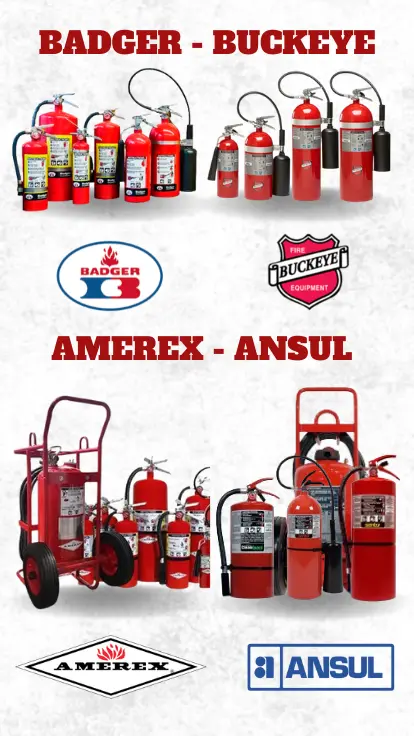 BADGER - BUCKEYE
BADGER
FIRE
BUCKEYE
EQUIPMENT
AMEREX - ANSUL
AMEREX
ANSUL